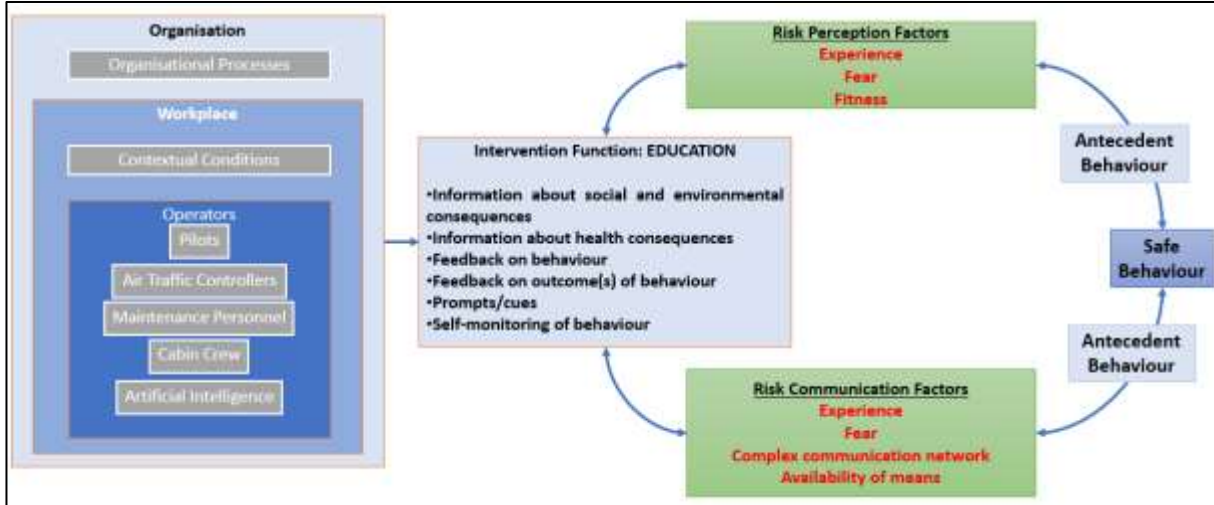 Organisation
Organisational Processes
Workplace
Contextual Conditions
Operators
Pilots
Air Traffic Controllers
Maintenance Personnel
Cabin Crew
Artificial Intelligence
Intervention Function: EDUCATION
•Information about social and environmental
consequences
•Information about health consequences
•Feedback on behaviour
•Feedback on outcome(s) of behaviour
•Prompts/cues
•Self-monitoring of behaviour
Risk Perception Factors
Experience
Fear
Fitness
Risk Communication Factors
Experience
Fear
Complex communication network
Availability of means
Antecedent
Behaviour
Safe
Behaviour
Antecedent
Behaviour